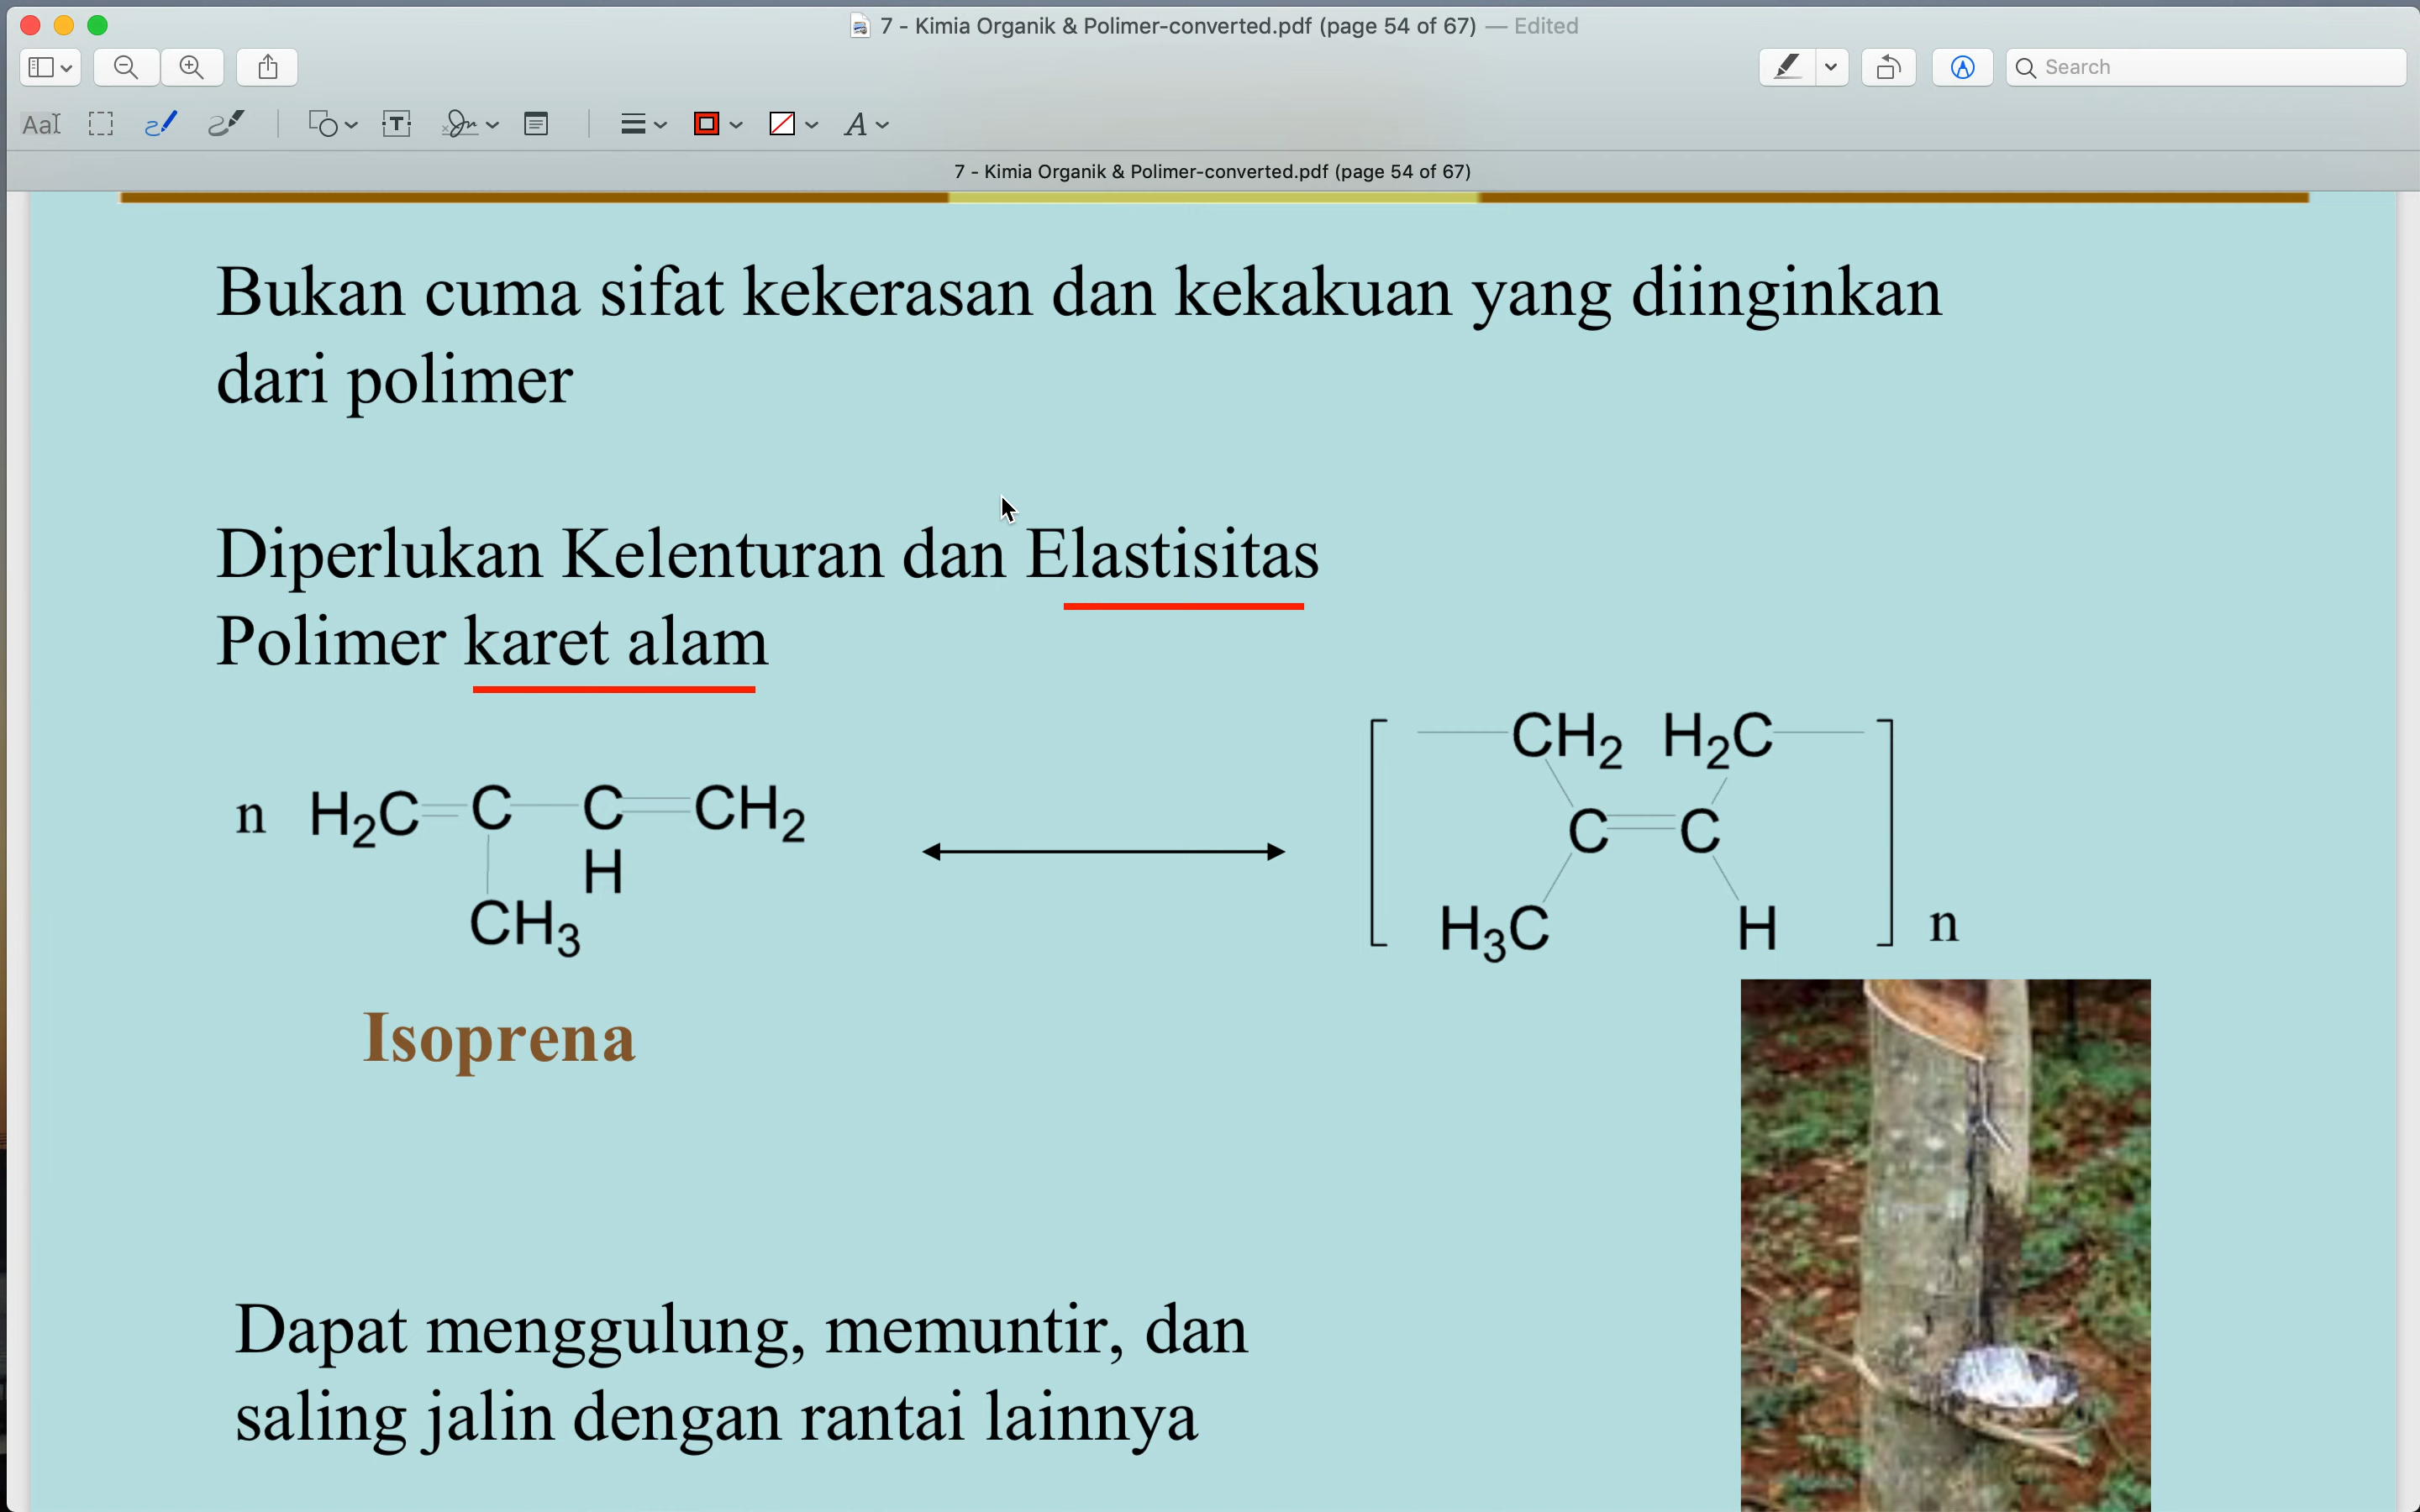 7 - Kimia Organik & Polimer-converted.pdf (page 54 of 67) — Edited
Search
AaI
T
A
7 - Kimia Organik & Polimer-converted.pdf (page 54 of 67)
Bukan cuma sifat kekerasan dan kekakuan yang diinginkan
dari polimer
Diperlukan Kelenturan dan Elastisitas
Polimer karet alam
CH2 H2C
n H2C C C CH2
C C
H
CH3
H3C H n
Isoprena
Dapat menggulung, memuntir, dan
saling jalin dengan rantai lainnya